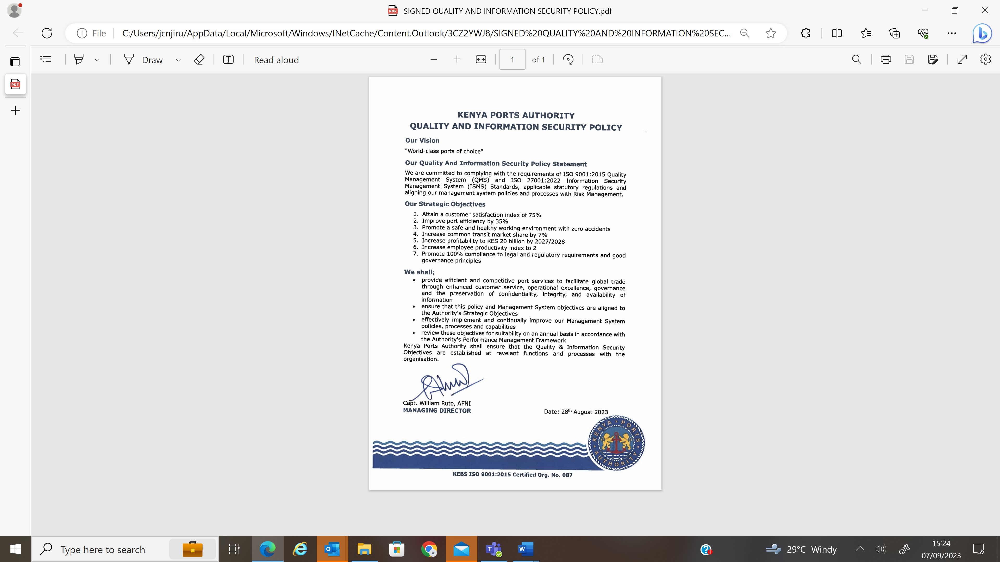 SIGNED QUALITY AND INFORMATION SECURITY POLICY.pdf
File
C:/Users/jcnjiru/AppData/Local/Microsoft/Windows/INetCache/Content.Outlook/3CZ2YWJ8/SIGNED%20QUALITY%20AND%20INFORMATION%20SEC...
Draw
Read aloud
1
of 1
KENYA PORTS AUTHORITY
QUALITY AND INFORMATION SECURITY POLICY
Our Vision
“World-class ports of choice”
Our Quality And Information Security Policy Statement
We are committed to complying with the requirements of ISO 9001:2015 Quality
Management System (QMS) and ISO 27001:2022 Information Security
Management System (ISMS) Standards, applicable statutory regulations and
aligning our management system policies and processes with Risk Management.
Our Strategic Objectives
1. Attain a customer satisfaction index of 75%
2. Improve port efficiency by 35%
3. Promote a safe and healthy working environment with zero accidents
4. Increase common transit market share by 7%
5. Increase profitability to KES 20 billion by 2027/2028
6. Increase employee productivity index to 2
7. Promote 100% compliance to legal and regulatory requirements and good
governance principles
We shall;
• provide efficient and competitive port services to facilitate global trade
through enhanced customer service, operational excellence, governance
and the preservation of confidentiality, integrity, and availability of
information
• ensure that this policy and Management System objectives are aligned to
the Authority's Strategic Objectives
• effectively implement and continually improve our Management System
policies, processes and capabilities
• review these objectives for suitability on an annual basis in accordance with
the Authority's Performance Management Framework
Kenya Ports Authority shall ensure that the Quality & Information Security
Objectives are established at revelant functions and processes with the
organisation.
Capt. William Ruto, AFNI
MANAGING DIRECTOR
Date: 28th August 2023
KENYA • PORTS • AUTHORITY
KEBS ISO 9001:2015 Certified Org. No. 087
Type here to search
29°C Windy
15:24
07/09/2023